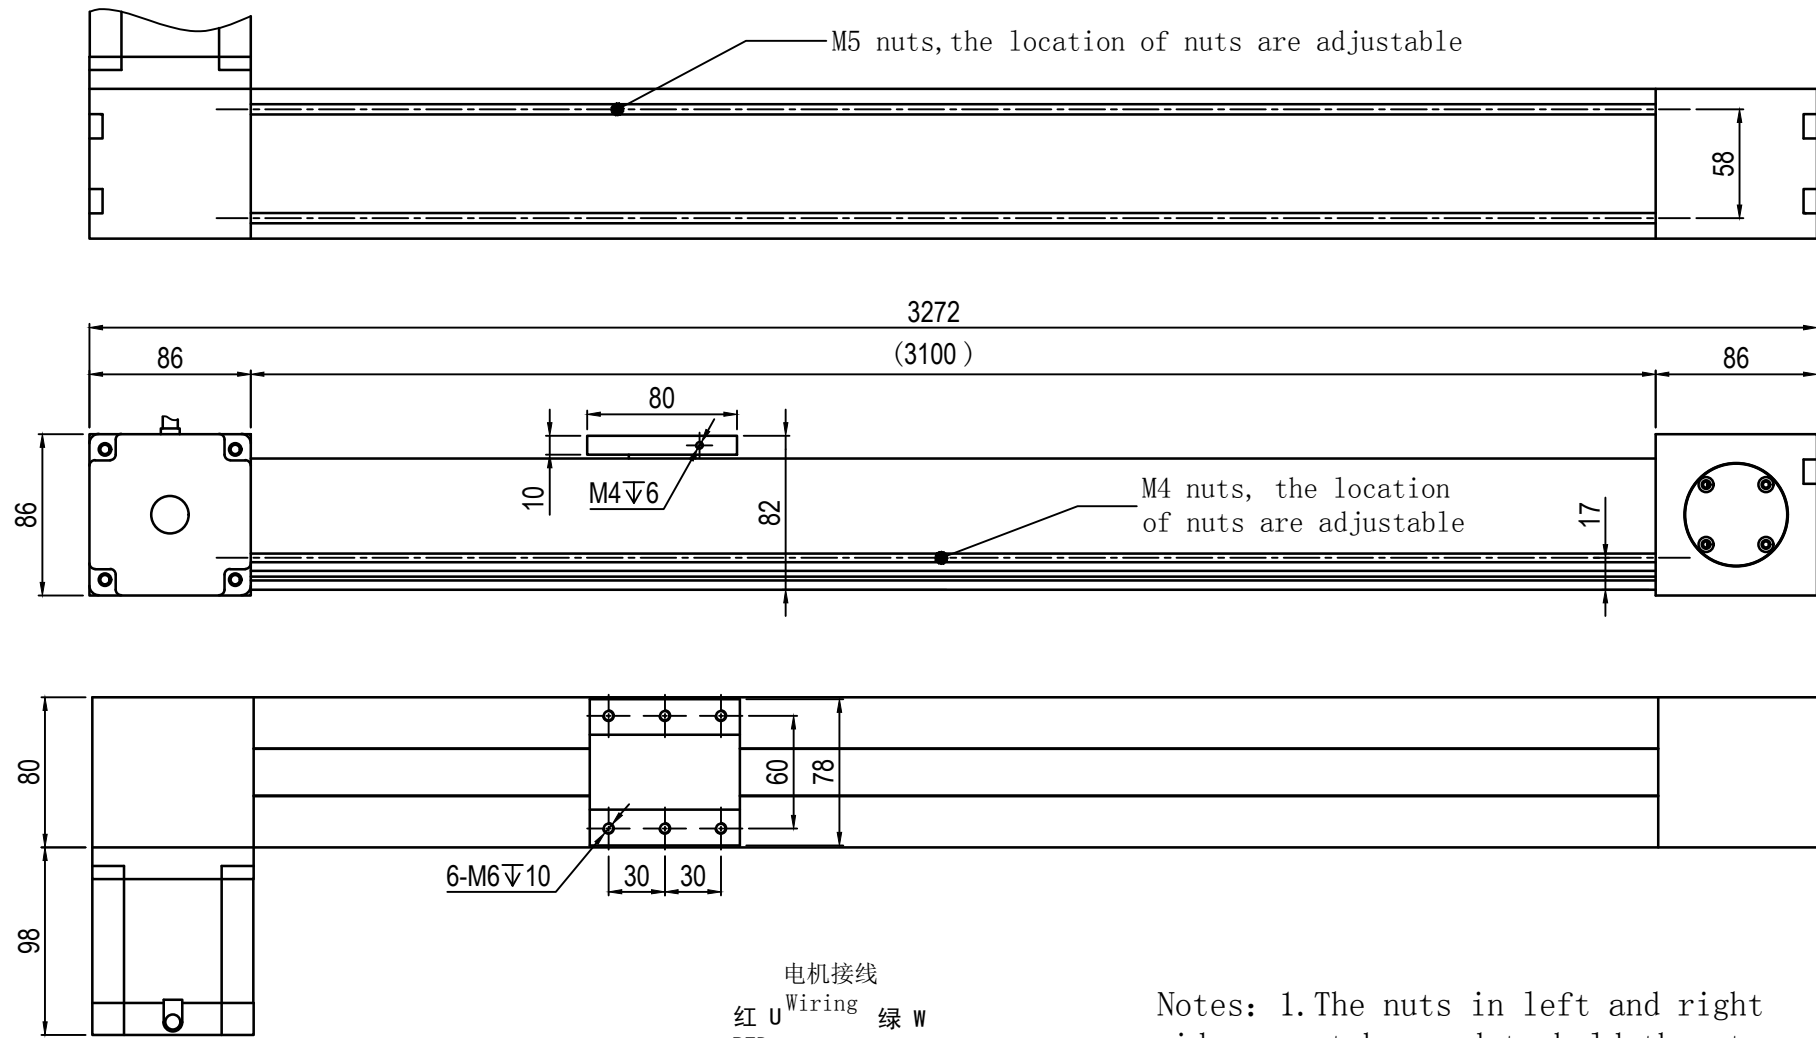 M5 nuts, the location of nuts are adjustable
58
3272
86
(3100)
86
80
10
M4↧6
82
M4 nuts, the location
of nuts are adjustable
17
86
80
60
78
6-M6↧10
30
30
98
电机接线
Wiring
红 U
绿 W
Notes: 1.The nuts in left and right